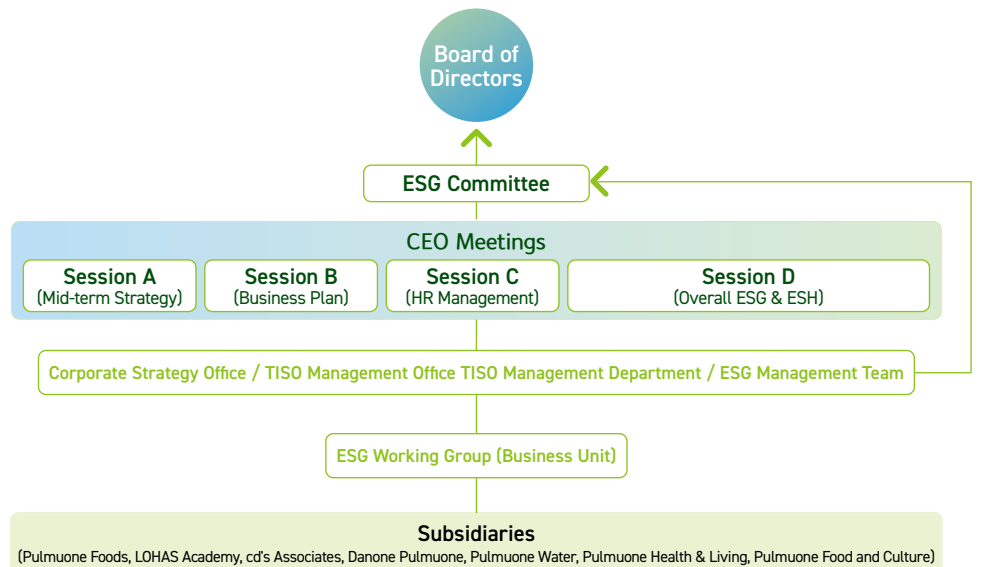 Board of
Directors
ESG Committee
CEO Meetings
Session A
(Mid-term Strategy)
Session B
(Business Plan)
Session C
(HR Management)
Session D
(Overall ESG & ESH)
Corporate Strategy Office / TISO Management Office TISO Management Department / ESG Management Team
ESG Working Group (Business Unit)
Subsidiaries
(Pulmuone Foods, LOHAS Academy, cd's Associates, Danone Pulmuone, Pulmuone Water, Pulmuone Health & Living, Pulmuone Food and Culture)